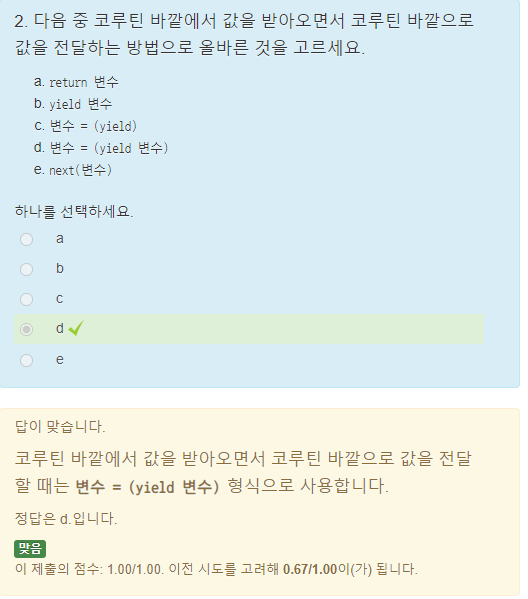 2. 다음 중 코루틴 바깥에서 값을 받아오면서 코루틴 바깥으로
값을 전달하는 방법으로 올바른 것을 고르세요.
a. return 변수
b. yield 변수
c. 변수 = (yield)
d. 변수 = (yield 변수)
e. next(변수)
하나를 선택하세요.
a
b
c
d
e
답이 맞습니다.
코루틴 바깥에서 값을 받아오면서 코루틴 바깥으로 값을 전달
할 때는 변수 = (yield 변수) 형식으로 사용합니다.
정답은 d.입니다.
맞음
이 제출의 점수: 1.00/1.00. 이전 시도를 고려해 0.67/1.00이(가) 됩니다.